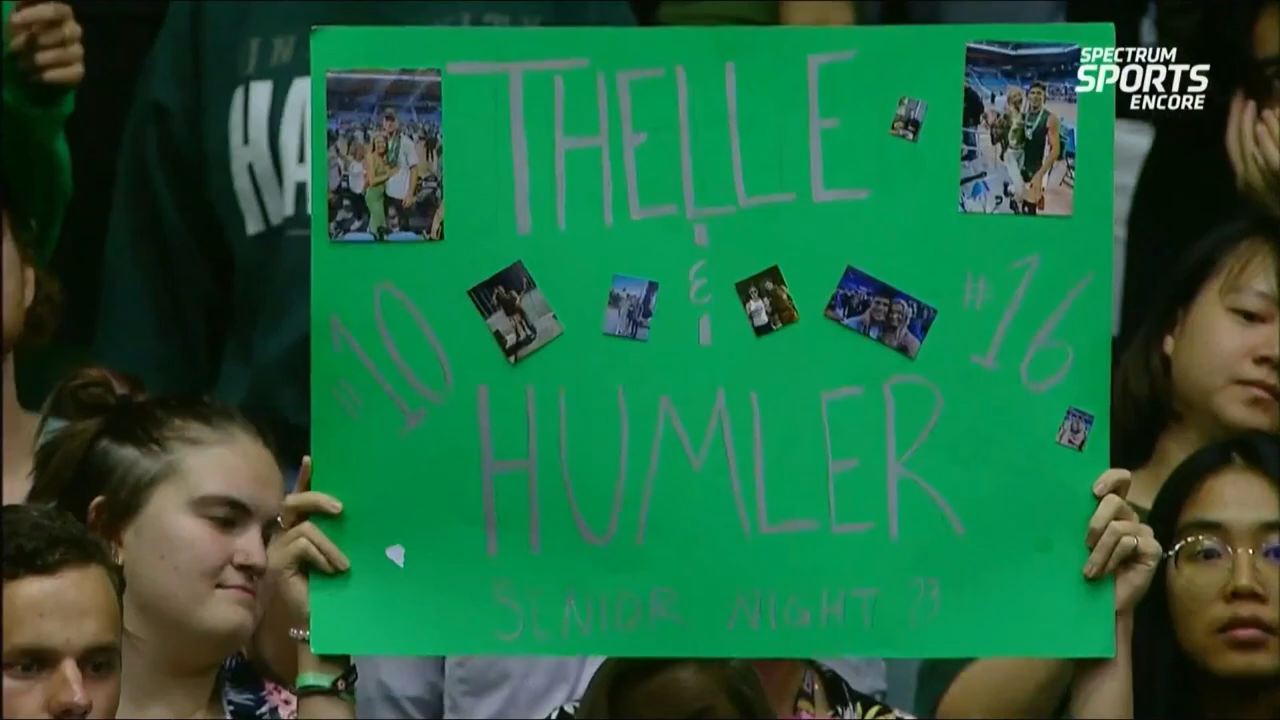 SPECTRUM
SPORTS
ENCORE
HA
THELLE
&
#10
#16
HUMLER
SENIOR NIGHT 23